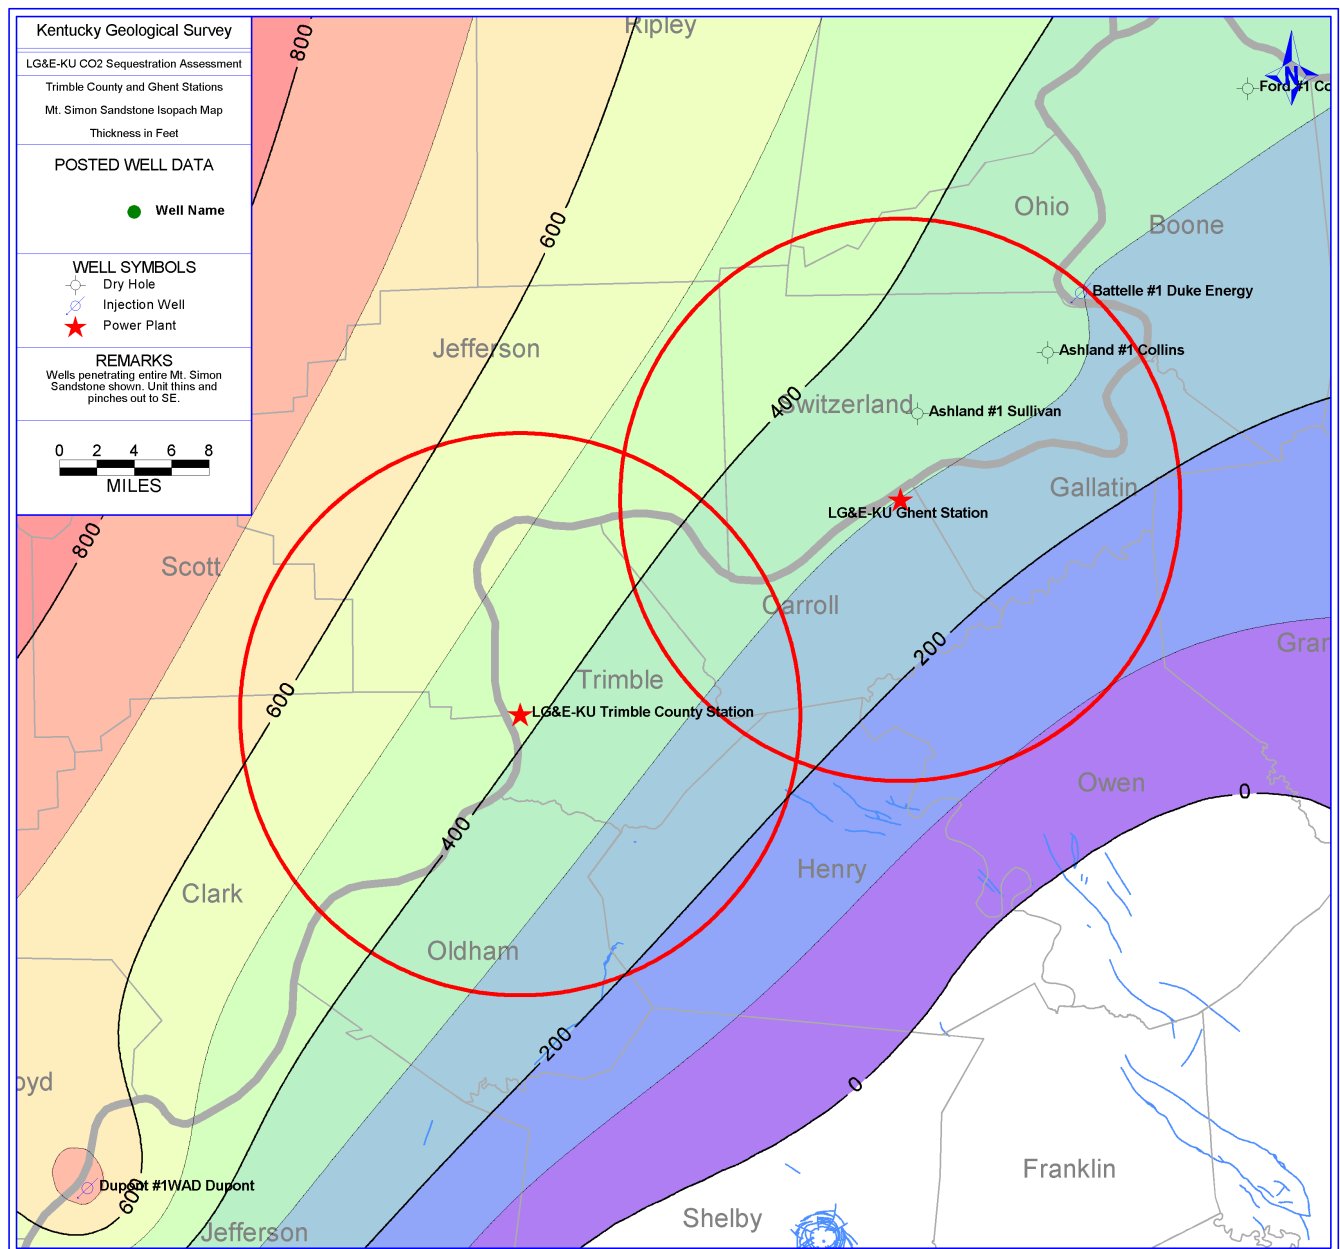 Kentucky Geological Survey
LG&E-KU CO2 Sequestration Assessment
Trimble County and Ghent Stations
Mt. Simon Sandstone Isopach Map
Thickness in Feet
POSTED WELL DATA
Well Name
WELL SYMBOLS
Dry Hole
Injection Well
Power Plant
REMARKS
Wells penetrating entire Mt. Simon
Sandstone shown. Unit thins and
pinches out to SE.
0 2 4 6 8
MILES
800
Ripley
N
Ford #1 Co
Ohio
Boone
600
Battelle #1 Duke Energy
Jefferson
Ashland #1 Collins
400
Switzerland
Ashland #1 Sullivan
Gallatin
LG&E-KU Ghent Station
800
Scott
Carroll
200
Gran
Trimble
600
LG&E-KU Trimble County Station
Owen
0
400
Henry
Clark
Oldham
200
oyd
0
Franklin
Dupont #1WAD Dupont
600
Shelby
Jefferson